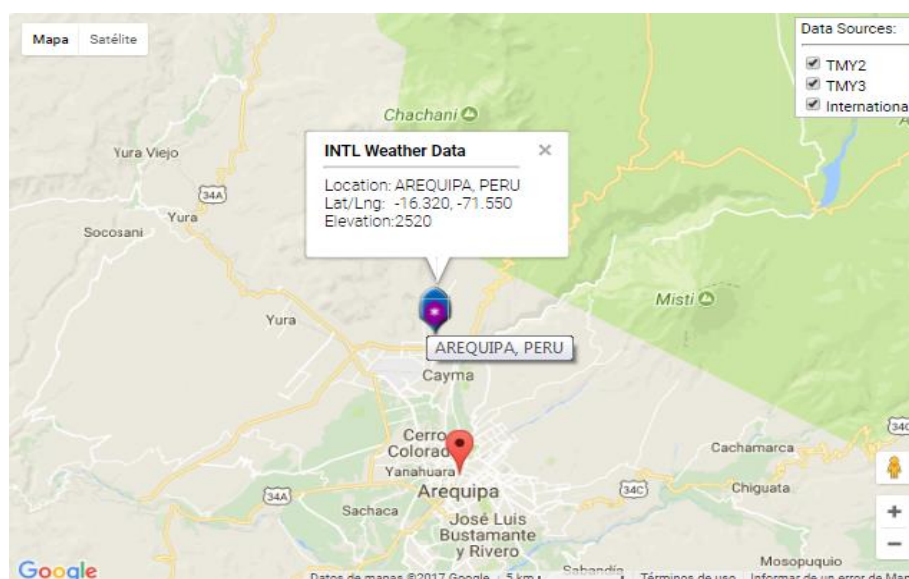 Mapa Satélite
Data Sources:
TMY2
TMY3
Internationa
Chachani
INTL Weather Data
Location: AREQUIPA, PERU
Lat/Lng: -16.320, -71.550
Elevation:2520
Yura Viejo
34A
Yura
Socosani
Misti
Yura
AREQUIPA, PERU
Cayma
34C
Cerro
Colorado
Cachamarca
Yanahuara
Arequipa
34A
34C
Chiguata
Sachaca
José Luis
Bustamante
y Rivero
Mosopuquio
Sabandía
Google
Datos de mapas ©2017 Google
5 km
Términos de uso
Informar de un error de Map